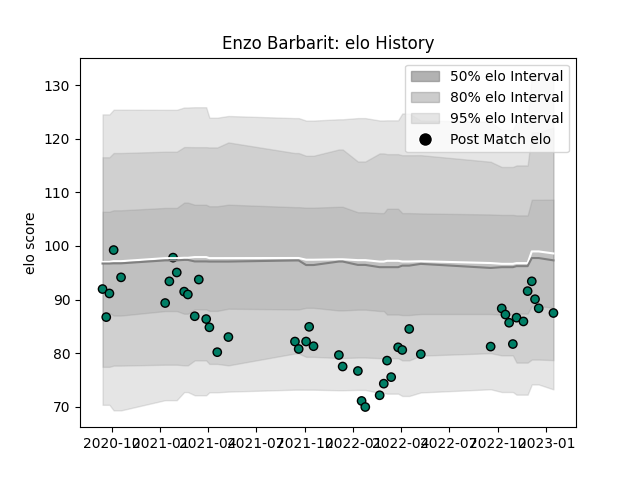 Enzo Barbarit: elo History
130
120
110
100
90
80
70
elo score
50% elo Interval
80% elo Interval
95% elo Interval
Post Match elo
2020-10 2021-01 2021-04 2021-07 2021-10 2022-01 2022-04 2022-07 2022-10 2023-01